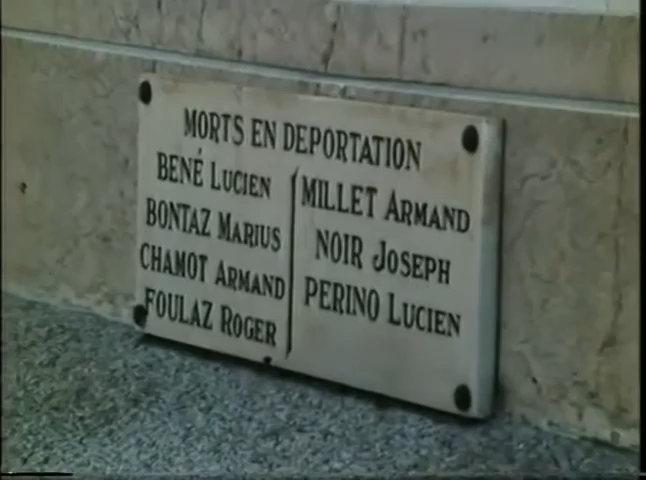 MORTS EN DEPORTATION
BENÉ LUCIEN
BONTAZ MARIUS
CHAMOT ARMAND
FOULAZ ROGER
MILLET ARMAND
NOIR JOSEPH
PERINO LUCIEN